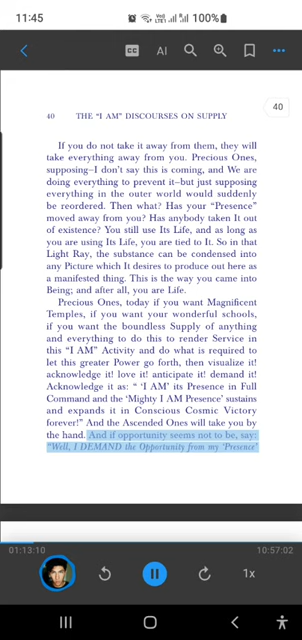 11:45
100%
CC
AI
40
40 THE “I AM” DISCOURSES ON SUPPLY
If you do not take it away from them, they will
take everything away from you. Precious Ones,
supposing—I don't say this is coming, and We are
doing everything to prevent it—but just supposing
everything in the outer world would suddenly
be reordered. Then what? Has your “Presence”
moved away from you? Has anybody taken It out
of existence? You still use Its Life, and as long as
you are using Its Life, you are tied to It. So in that
Light Ray, the substance can be condensed into
any Picture which It desires to produce out here as
a manifested thing. This is the way you came into
Being; and after all, you are Life.
Precious Ones, today if you want Magnificent
Temples, if you want your wonderful schools,
if you want the boundless Supply of anything
and everything to do this to render Service in
this “I AM” Activity and do what is required to
let this greater Power go forth, then visualize it!
acknowledge it! love it! anticipate it! demand it!
Acknowledge it as: “ ‘I AM’ its Presence in Full
Command and the ‘Mighty I AM Presence’ sustains
and expands it in Conscious Cosmic Victory
forever!” And the Ascended Ones will take you by
the hand. And if opportunity seems not to be, say:
“Well, I DEMAND the Opportunity from my ‘Presence’
01:13:10
10:57:02
1x